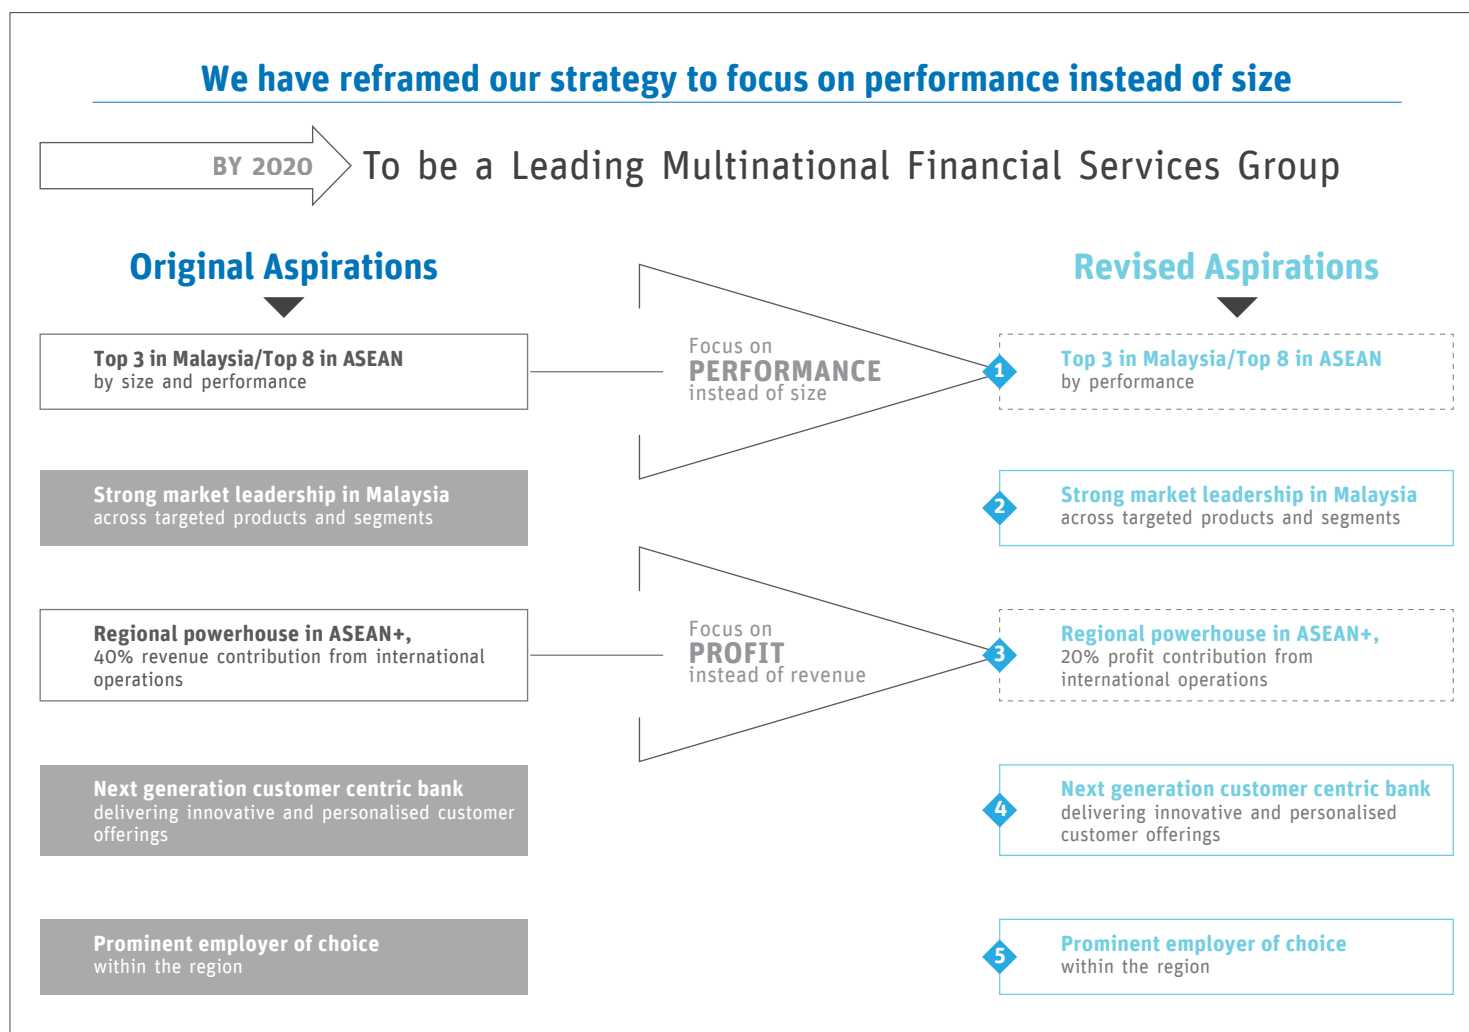 We have reframed our strategy to focus on performance instead of size
BY 2020
To be a Leading Multinational Financial Services Group
Original Aspirations
Top 3 in Malaysia/Top 8 in ASEAN
by size and performance
Strong market leadership in Malaysia
across targeted products and segments
Regional powerhouse in ASEAN+,
40% revenue contribution from international
operations
Next generation customer centric bank
delivering innovative and personalised customer
offerings
Prominent employer of choice
within the region
Focus on
PERFORMANCE
instead of size
Focus on
PROFIT
instead of revenue
Revised Aspirations
1
Top 3 in Malaysia/Top 8 in ASEAN
by performance
2
Strong market leadership in Malaysia
across targeted products and segments
3
Regional powerhouse in ASEAN+,
20% profit contribution from
international operations
4
Next generation customer centric bank
delivering innovative and personalised
customer offerings
5
Prominent employer of choice
within the region